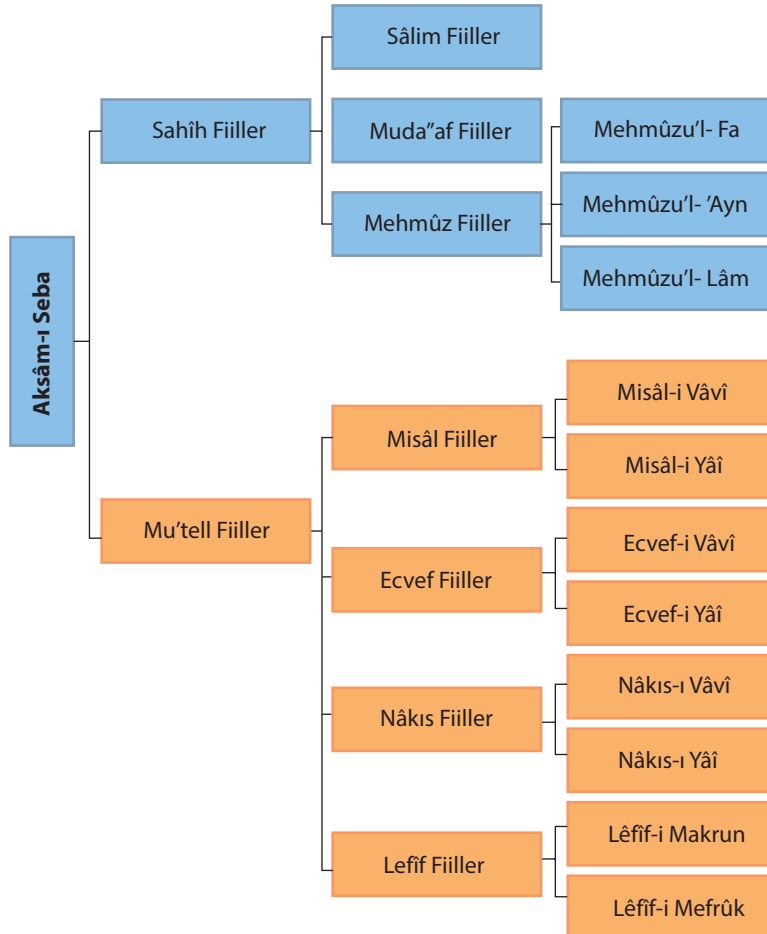 Aksâm-ı Seba
Sahîh Fiiller
Sâlim Fiiller
Muda"af Fiiller
Mehmûz Fiiller
Mehmûzu'l- Fa
Mehmûzu'l- 'Ayn
Mehmûzu'l- Lâm
Mu'tell Fiiller
Misâl Fiiller
Misâl-i Vâvî
Misâl-i Yâî
Ecvef Fiiller
Ecvef-i Vâvî
Ecvef-i Yâî
Nâkıs Fiiller
Nâkıs-ı Vâvî
Nâkıs-ı Yâî
Lefîf Fiiller
Lêfîf-i Makrun
Lêfîf-i Mefrûk